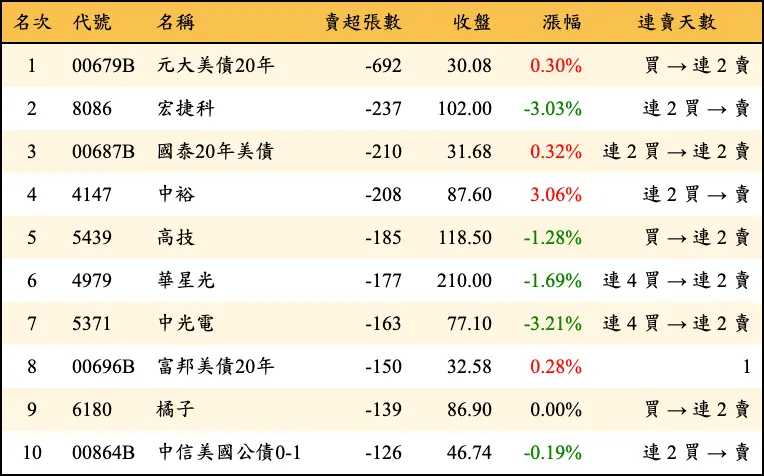 名次 代號 名稱 賣超張數 收盤 漲幅 連賣天數
1 00679B 元大美債20年 -692 30.08 0.30% 買 → 連 2 賣
2 8086 宏捷科 -237 102.00 -3.03% 連 2 買 → 賣
3 00687B 國泰20年美債 -210 31.68 0.32% 連 2 買 → 連 2 賣
4 4147 中裕 -208 87.60 3.06% 連 2 買 → 賣
5 5439 高技 -185 118.50 -1.28% 買 → 連 2 賣
6 4979 華星光 -177 210.00 -1.69% 連 4 買 → 連 2 賣
7 5371 中光電 -163 77.10 -3.21% 連 4 買 → 連 2 賣
8 00696B 富邦美債20年 -150 32.58 0.28% 1
9 6180 橘子 -139 86.90 0.00% 買 → 連 2 賣
10 00864B 中信美國公債0-1 -126 46.74 -0.19% 連 2 買 → 賣